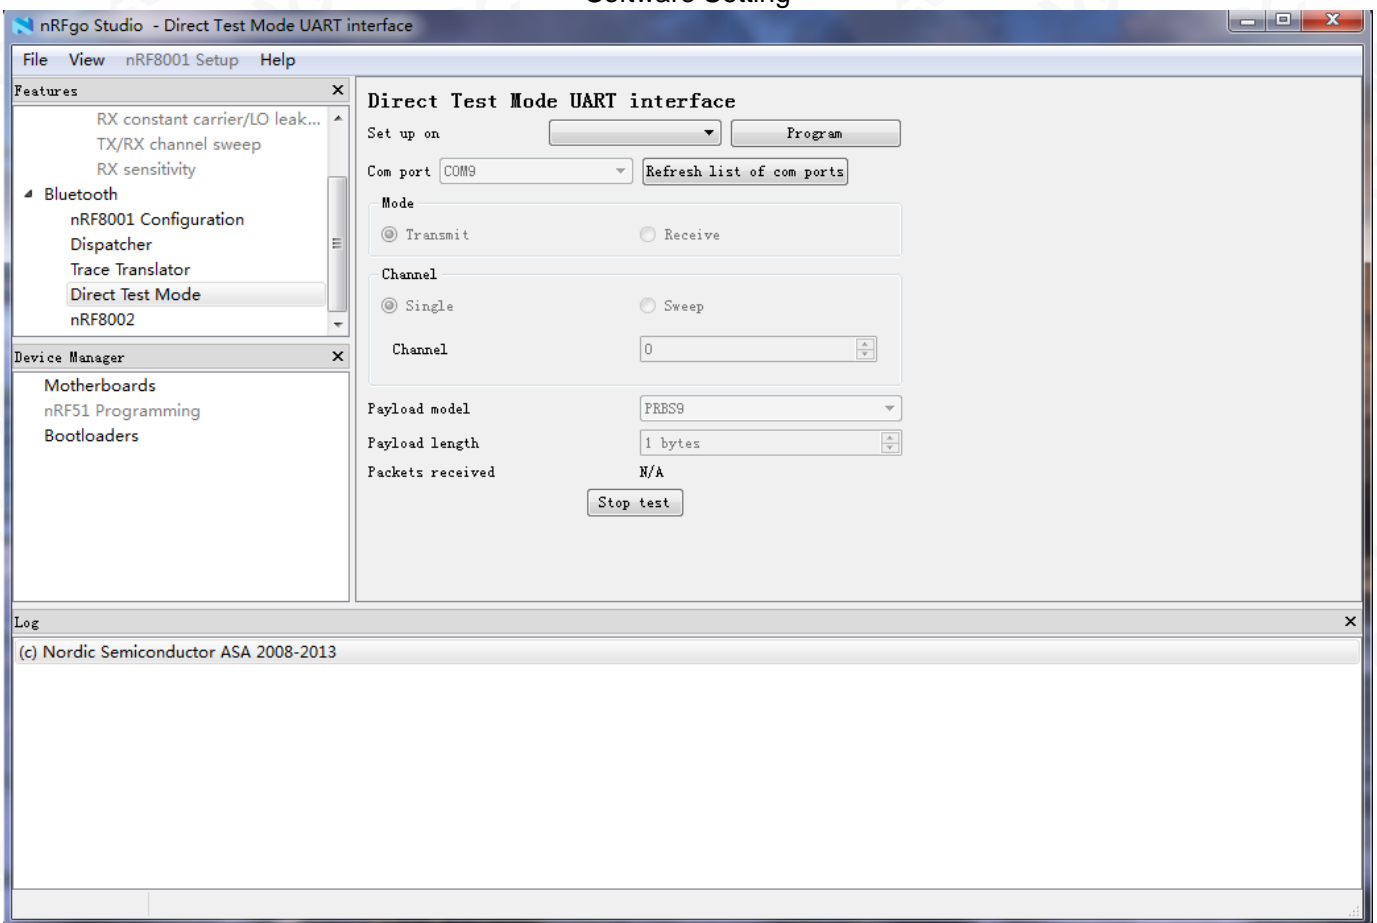 Software Setting
nRFgo Studio - Direct Test Mode UART interface
File View nRF8001 Setup Help
Features
RX constant carrier/LO leak...
TX/RX channel sweep
RX sensitivity
Bluetooth
nRF8001 Configuration
Dispatcher
Trace Translator
Direct Test Mode
nRF8002
Device Manager
Motherboards
nRF51 Programming
Bootloaders
Direct Test Mode UART interface
Set up on Program
Com port COM9 Refresh list of com ports
Mode
Transmit Receive
Channel
Single Sweep
Channel 0
Payload model PRBS9
Payload length 1 bytes
Packets received N/A
Stop test
Log
(c) Nordic Semiconductor ASA 2008-2013